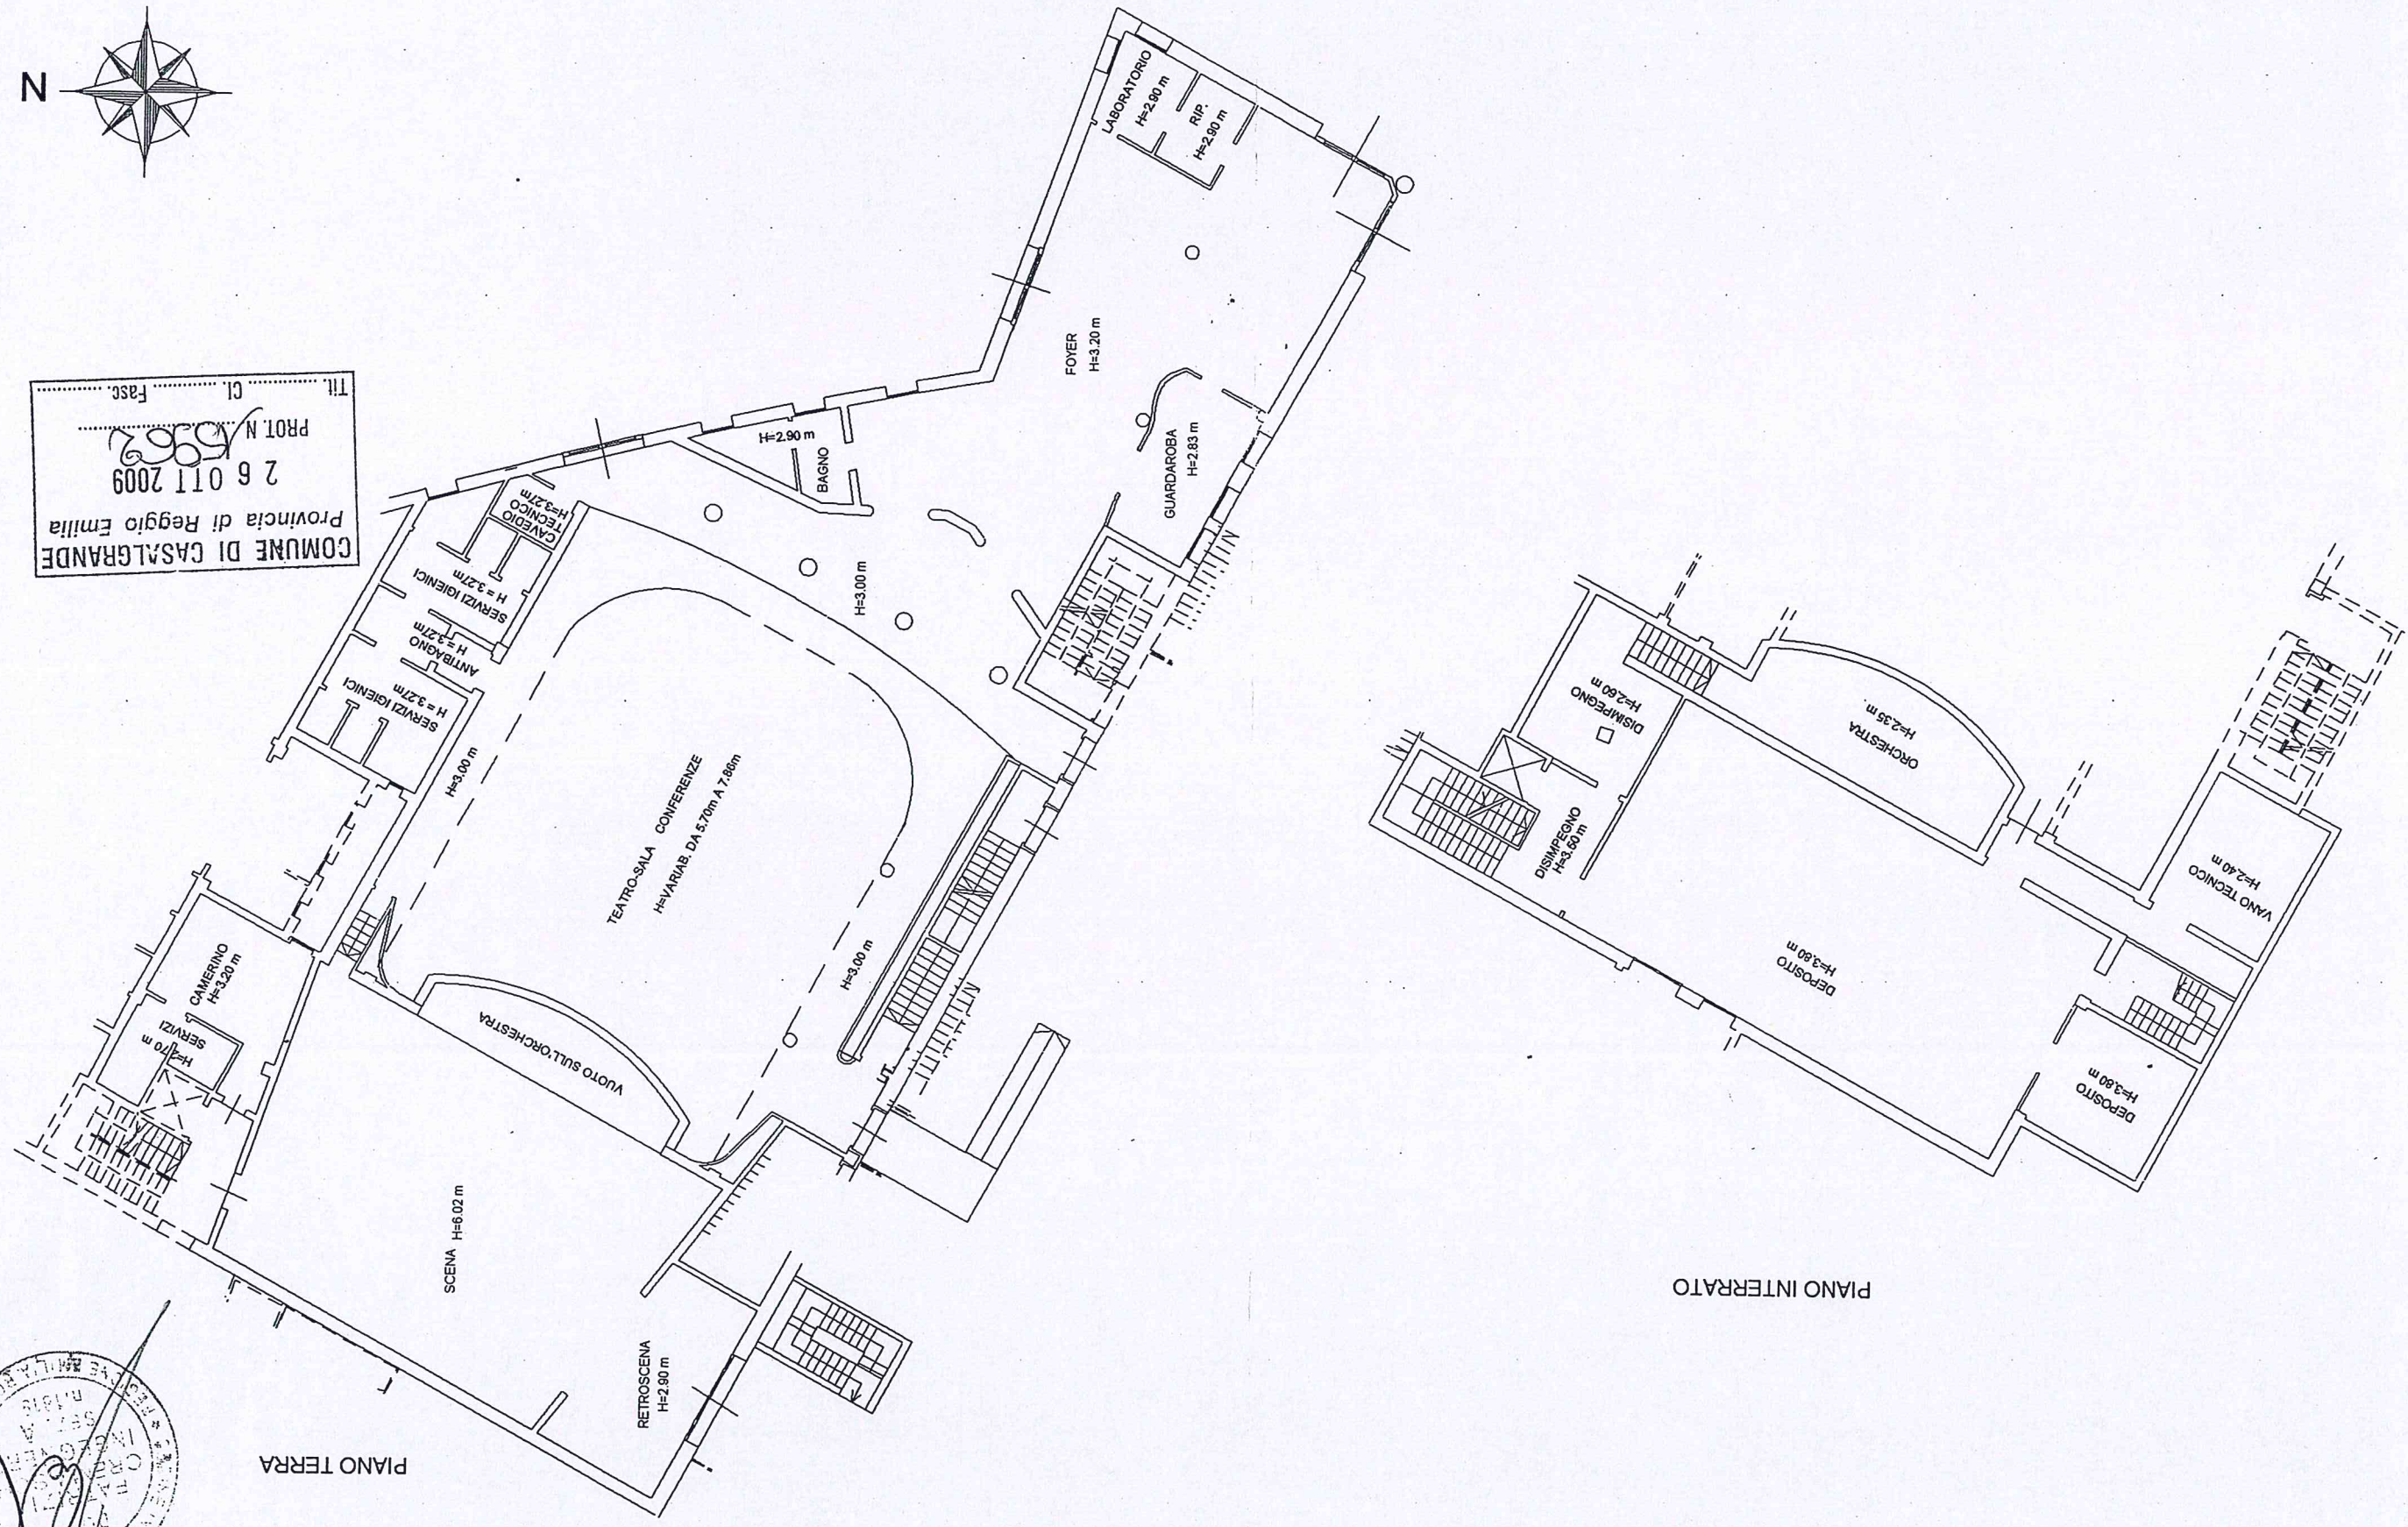 N
COMUNE DI CASALGRANDE
Provincia di Reggio Emilia
26 OTT 2009
PROT. N. 15962
Tit. ............... Cl. ............. Fasc. ...............
LABORATORIO
H=2.90 m
RIP.
H=2.90 m
FOYER
H=3.20 m
GUARDAROBA
H=2.83 m
H=2.90 m
BAGNO
CAVEDIO
TECNICO
H=3.27m
SERVIZI IGIENICI
H = 3.27m
ANTIBAGNO
H = 3.27m
SERVIZI IGIENICI
H = 3.27m
H=3.00 m
H=3.00 m
TEATRO-SALA CONFERENZE
H=VARIAB. DA 5.70m A 7.86m
H=3.00 m
CAMERINO
H=3.20 m
SERVIZI
H=2.70 m
VUOTO SULL'ORCHESTRA
SCENA H=6.02 m
RETROSCENA
H=2.90 m
PIANO TERRA
DISIMPEGNO
H=2.60 m
ORCHESTRA
H=2.35 m.
DISIMPEGNO
H=3.60 m
VANO TECNICO
H=2.40 m
DEPOSITO
H=3.80 m
DEPOSITO
H=3.80 m
PIANO INTERRATO